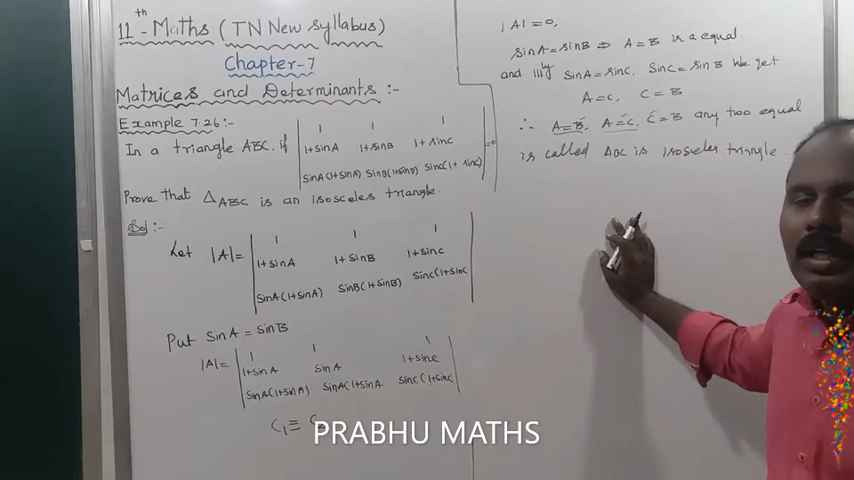 11th - Maths ( TN New syllabus )
Chapter-7
Matrices and Determinants :-
Example 7.26:-
In a triangle ABC. if | 1 1 1 |
| 1+sinA 1+sinB 1+sinC | =0
| sinA(1+sinA) sinB(1+sinB) sinC(1+sinC) |
Prove that ΔABC is an isosceles triangle.
Sol :-
Let |A|= | 1 1 1 |
| 1+sinA 1+sinB 1+sinC |
| sinA(1+sinA) sinB(1+sinB) sinC(1+sinC |
Put sinA = sinB
|A|= | 1 1 1 |
| 1+sinA sinA 1+sinC |
| sinA(1+sinA) sinA(1+sinA sinC(1+sinC |
C1 ≡ C
|A|=0,
sinA=sinB ⇒ A=B is a equal
and |||ly sinA=sinC, sinC=sinB we get
A=C, C=B
∴ A=B, A=C, C=B any too equal
is called ΔABC is isosceles triangle.
PRABHU MATHS